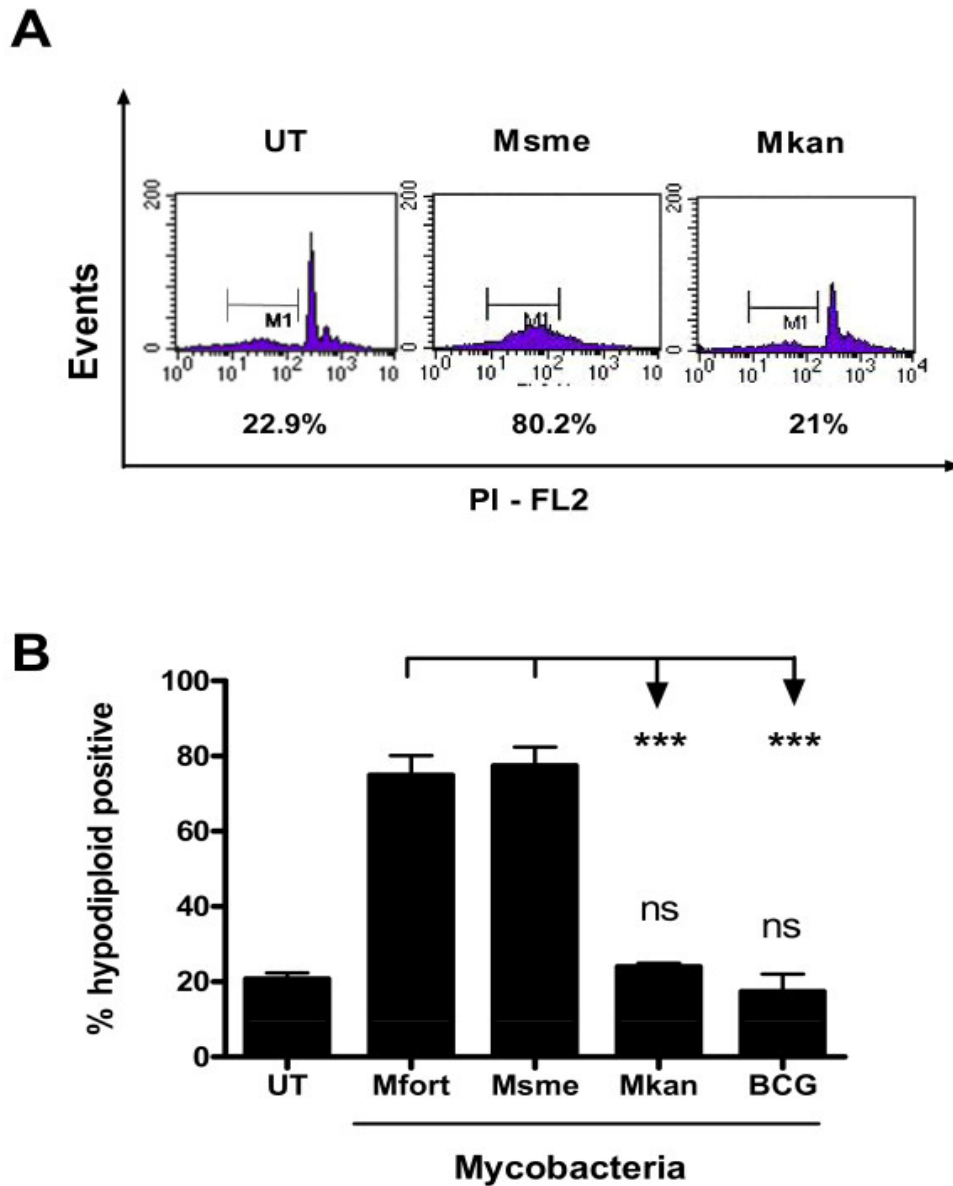 A
UT Msme Mkan
200 200 200
Events
M1 M1 M1
0 0 0
10^0 10^1 10^2 10^3 10 10^0 10^1 10^2 10^3 10 10^0 10^1 10^2 10^3 10^4
22.9% 80.2% 21%
PI - FL2
B
% hypodiploid positive
100
80
60
40
20
0
*** ***
ns ns
UT Mfort Msme Mkan BCG
Mycobacteria